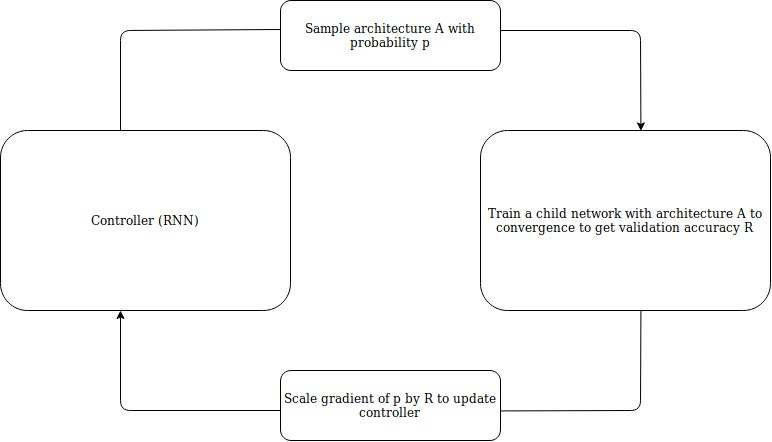 Sample architecture A with
probability p
Controller (RNN)
Train a child network with architecture A to
convergence to get validation accuracy R
Scale gradient of p by R to update
controller